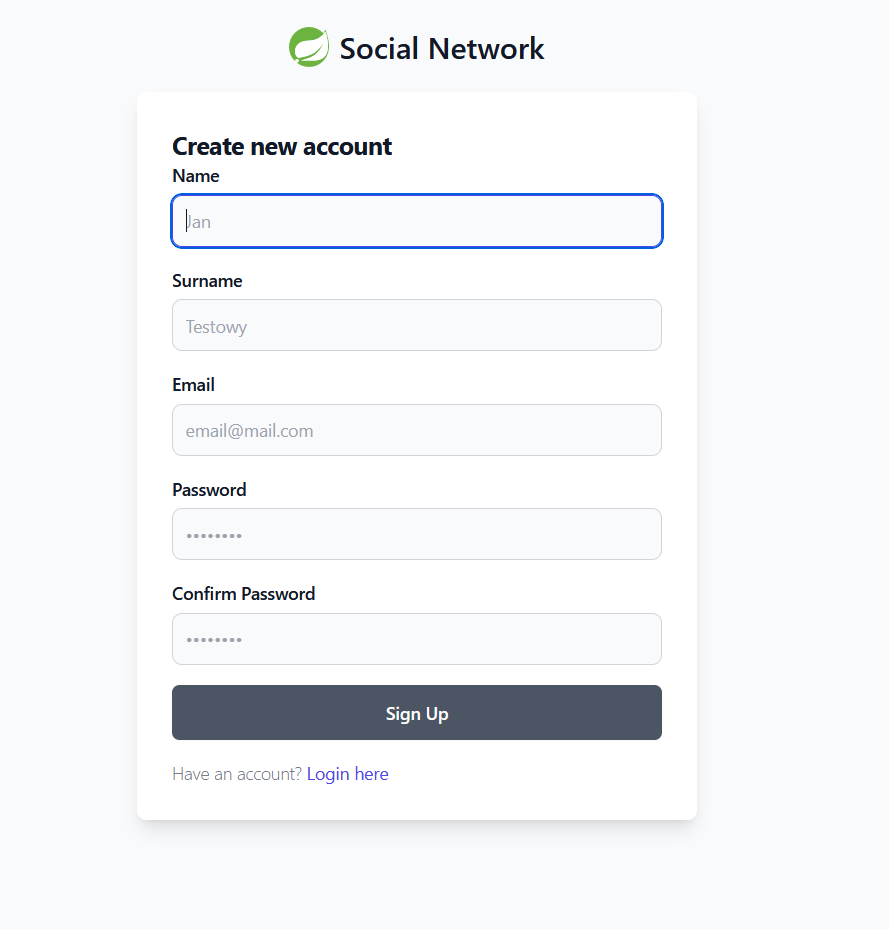 Social Network
Create new account
Name
Jan
Surname
Testowy
Email
email@mail.com
Password
••••••••
Confirm Password
••••••••
Sign Up
Have an account? Login here